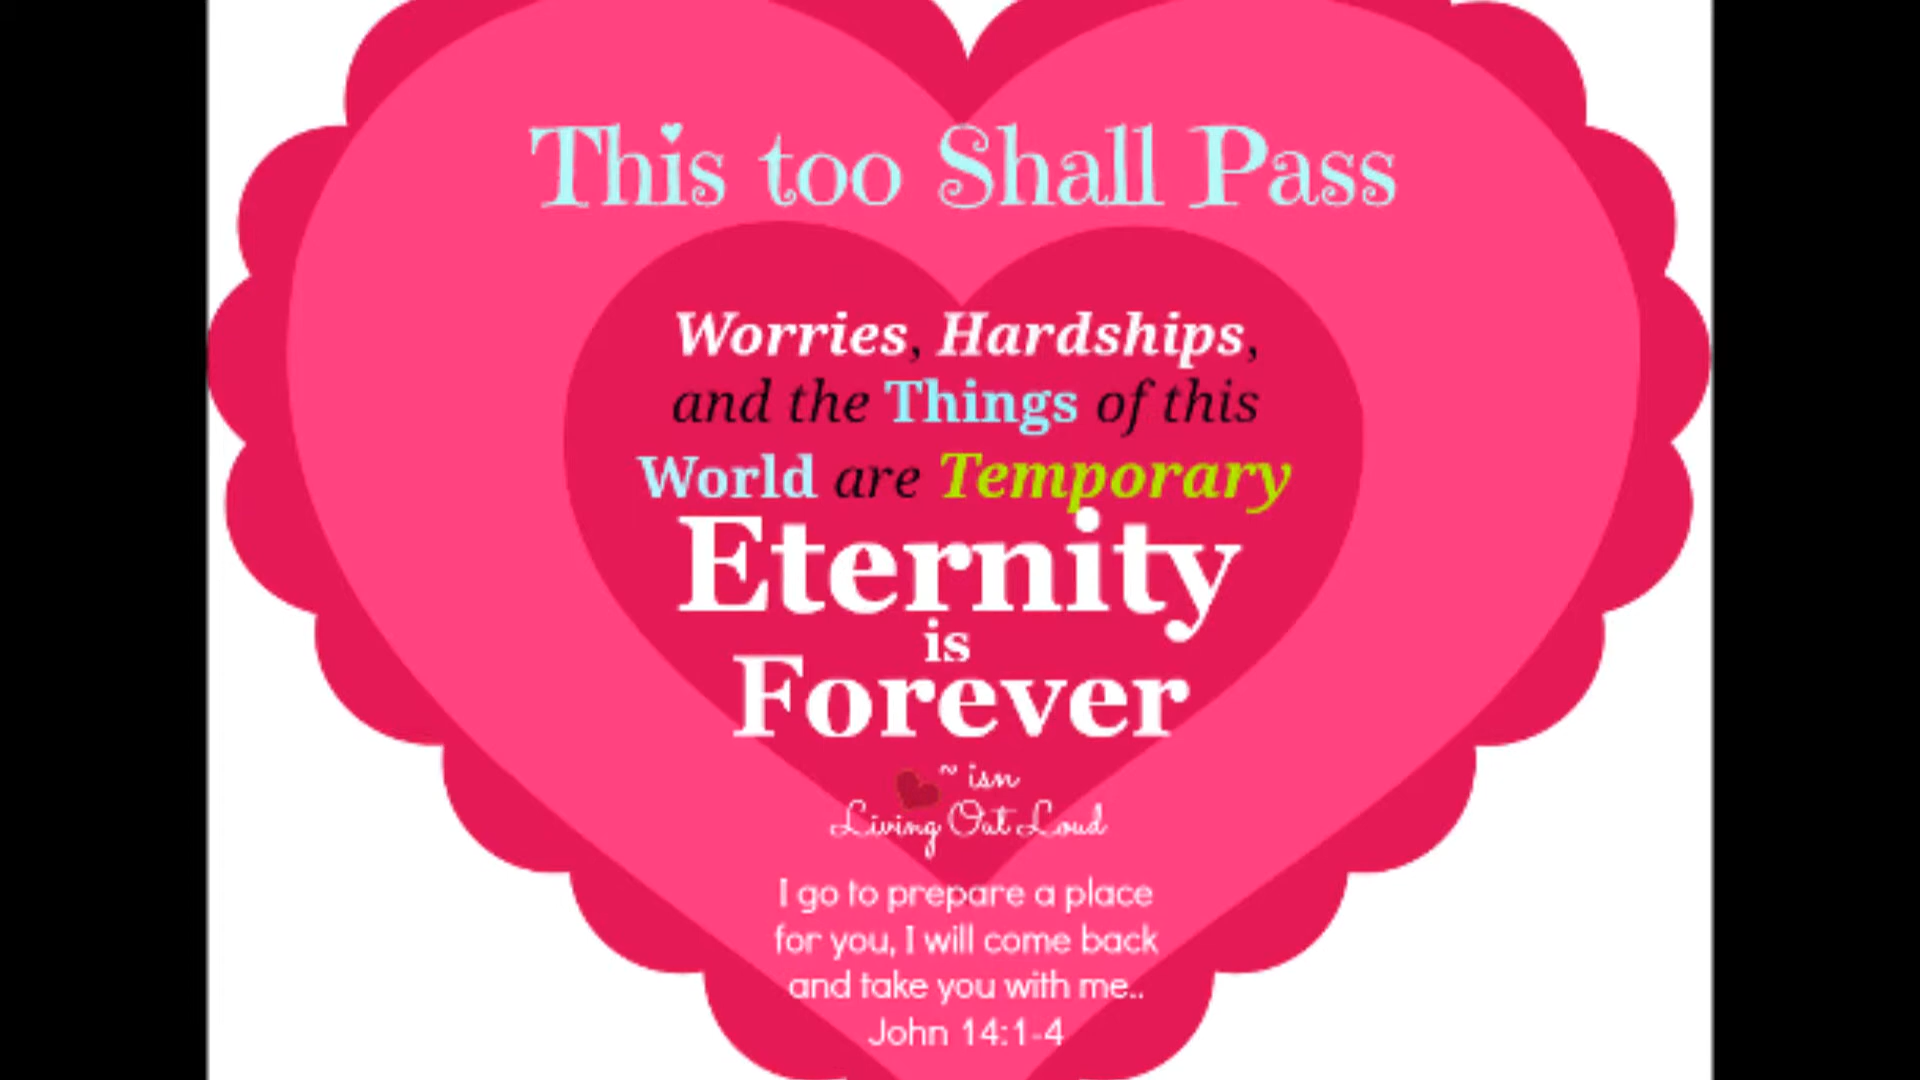 This too Shall Pass
Worries, Hardships,
and the Things of this
World are Temporary
Eternity
is
Forever
~ isn
Living Out Loud
I go to prepare a place
for you, I will come back
and take you with me..
John 14:1-4